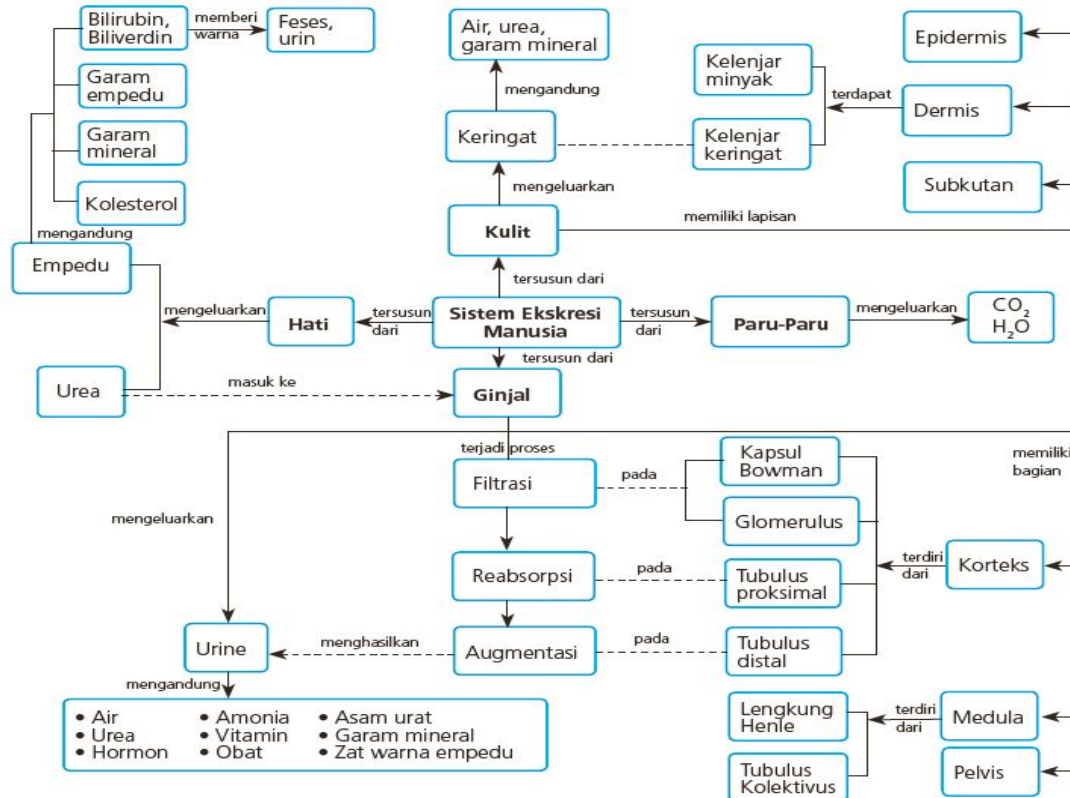 Bilirubin,
Biliverdin
memberi
warna
Feses,
urin
Garam
empedu
Garam
mineral
Kolesterol
mengandung
Empedu
Air, urea,
garam mineral
mengandung
Keringat
mengeluarkan
Kulit
Kelenjar
minyak
Kelenjar
keringat
terdapat
Epidermis
Dermis
Subkutan
memiliki lapisan
tersusun dari
mengeluarkan
Hati
tersusun
dari
Sistem Ekskresi
Manusia
tersusun
dari
Paru-Paru
mengeluarkan
CO₂
H₂O
tersusun dari
Urea
masuk ke
Ginjal
terjadi proses
memiliki
bagian
Filtrasi
pada
Kapsul
Bowman
Glomerulus
mengeluarkan
Reabsorpsi
pada
Tubulus
proksimal
terdiri
dari
Korteks
Urine
menghasilkan
Augmentasi
pada
Tubulus
distal
mengandung
• Air
• Urea
• Hormon
• Amonia
• Vitamin
• Obat
• Asam urat
• Garam mineral
• Zat warna empedu
Lengkung
Henle
Tubulus
Kolektivus
terdiri
dari
Medula
Pelvis